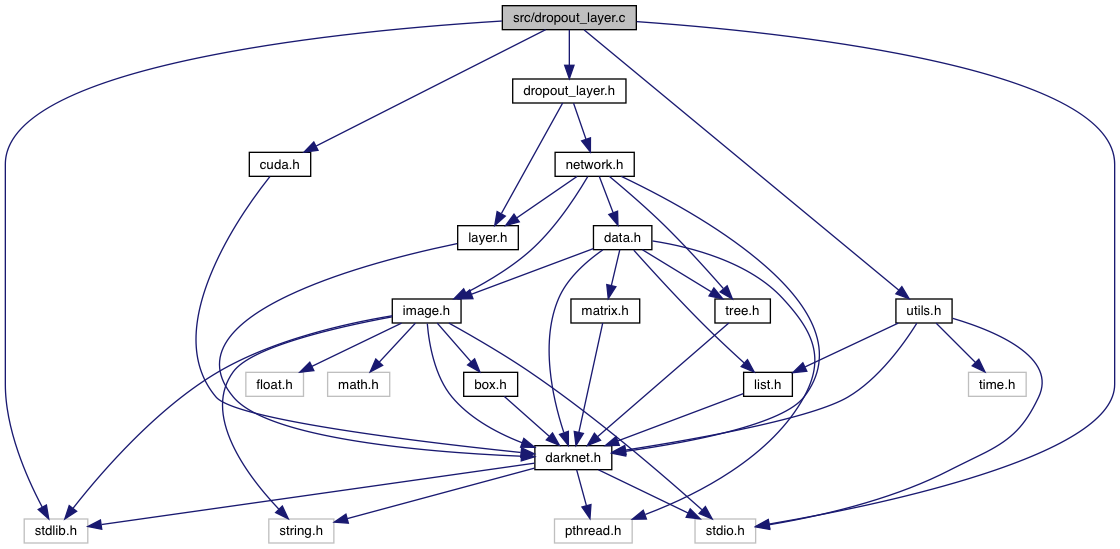 src/dropout_layer.c
dropout_layer.h
cuda.h
network.h
layer.h
data.h
image.h
matrix.h
tree.h
utils.h
float.h
math.h
box.h
list.h
time.h
darknet.h
stdlib.h
string.h
pthread.h
stdio.h